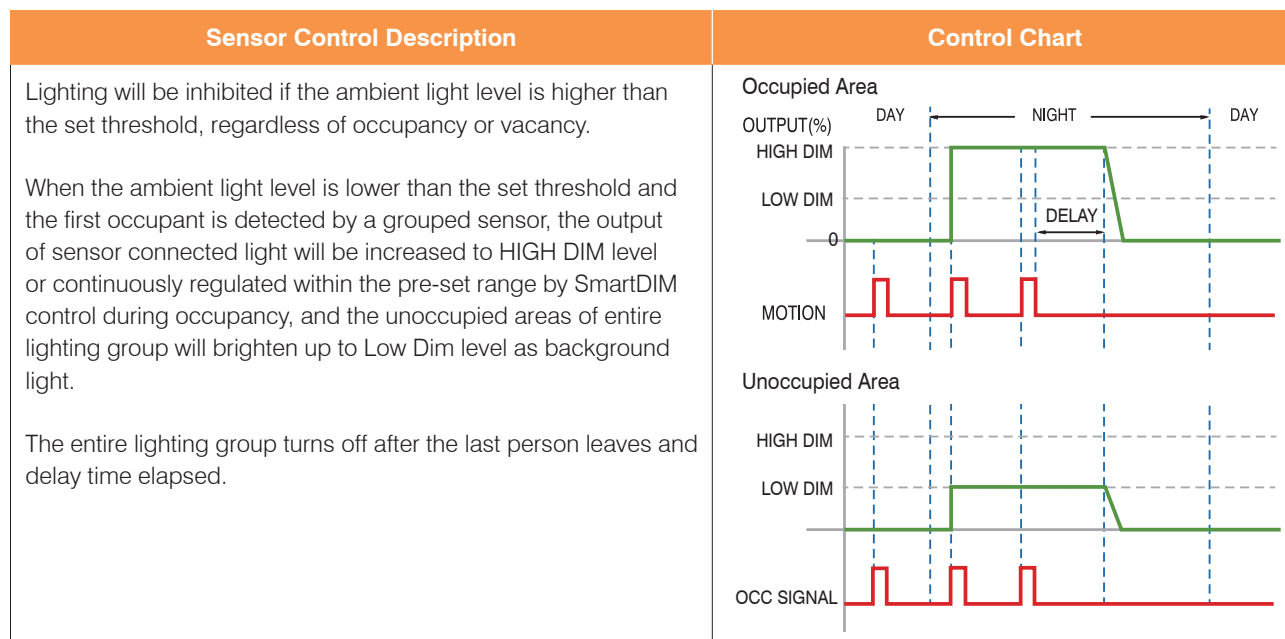 Sensor Control Description
Control Chart
Lighting will be inhibited if the ambient light level is higher than
the set threshold, regardless of occupancy or vacancy.
When the ambient light level is lower than the set threshold and
the first occupant is detected by a grouped sensor, the output
of sensor connected light will be increased to HIGH DIM level
or continuously regulated within the pre-set range by SmartDIM
control during occupancy, and the unoccupied areas of entire
lighting group will brighten up to Low Dim level as background
light.
The entire lighting group turns off after the last person leaves and
delay time elapsed.
Occupied Area
DAY NIGHT DAY
OUTPUT(%)
HIGH DIM
LOW DIM
DELAY
0
MOTION
Unoccupied Area
HIGH DIM
LOW DIM
OCC SIGNAL